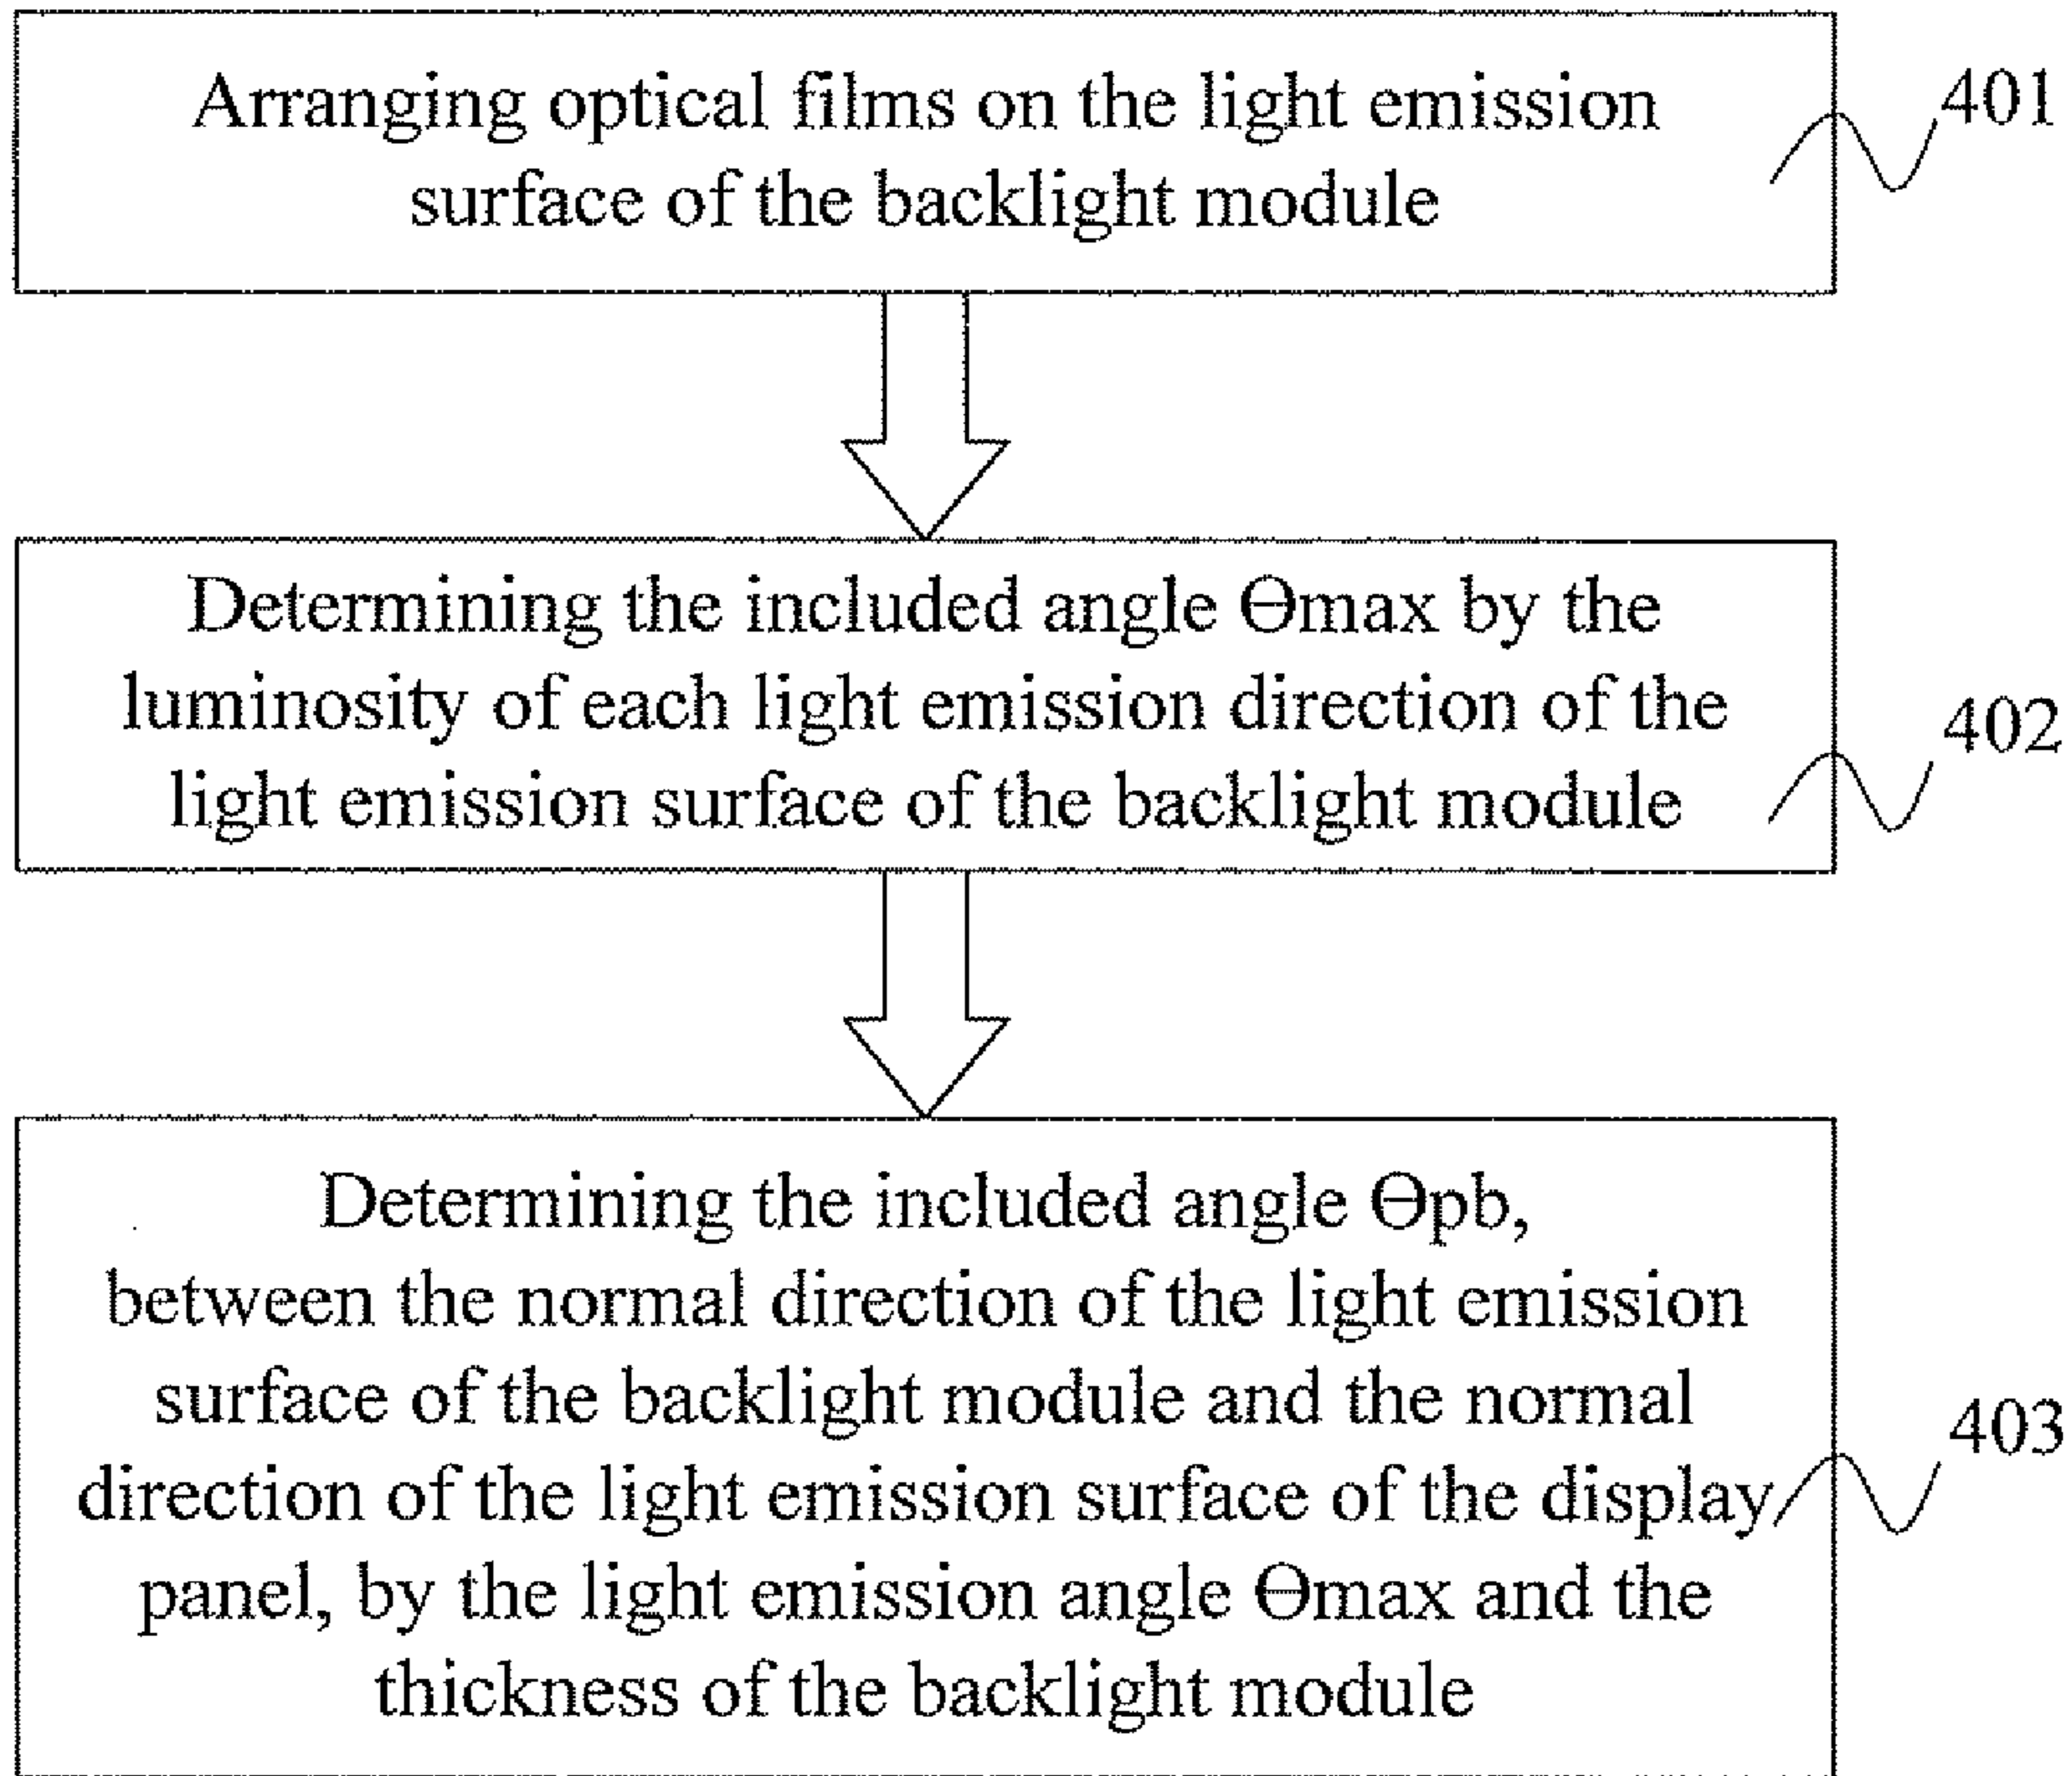 Arranging optical films on the light emission
surface of the backlight module
401
Determining the included angle Θmax by the
luminosity of each light emission direction of the
light emission surface of the backlight module
402
Determining the included angle Θpb,
between the normal direction of the light emission
surface of the backlight module and the normal
direction of the light emission surface of the display
panel, by the light emission angle Θmax and the
thickness of the backlight module
403